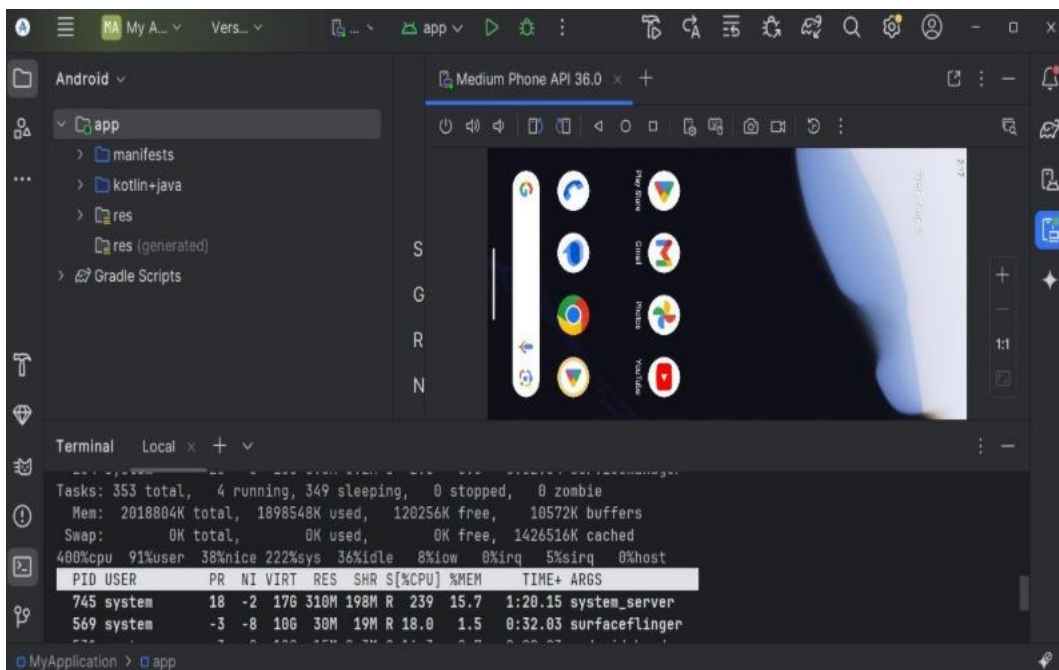 MA My A... Vers... ... app
Android
Medium Phone API 36.0
app
manifests
kotlin+java
res
res (generated)
Gradle Scripts
S
G
R
N
Play Store
Gmail
Photos
YouTube
2:17
1:1
Terminal Local
Tasks: 353 total, 4 running, 349 sleeping, 0 stopped, 0 zombie
Mem: 2018804K total, 1898548K used, 120256K free, 10572K buffers
Swap: 0K total, 0K used, 0K free, 1426516K cached
400%cpu 91%user 38%nice 222%sys 36%idle 8%iow 0%irq 5%sirq 0%host
PID USER PR NI VIRT RES SHR S[%CPU] %MEM TIME+ ARGS
745 system 18 -2 17G 310M 198M R 239 15.7 1:20.15 system_server
569 system -3 -8 10G 30M 19M R 18.0 1.5 0:32.03 surfaceflinger
MyApplication > app